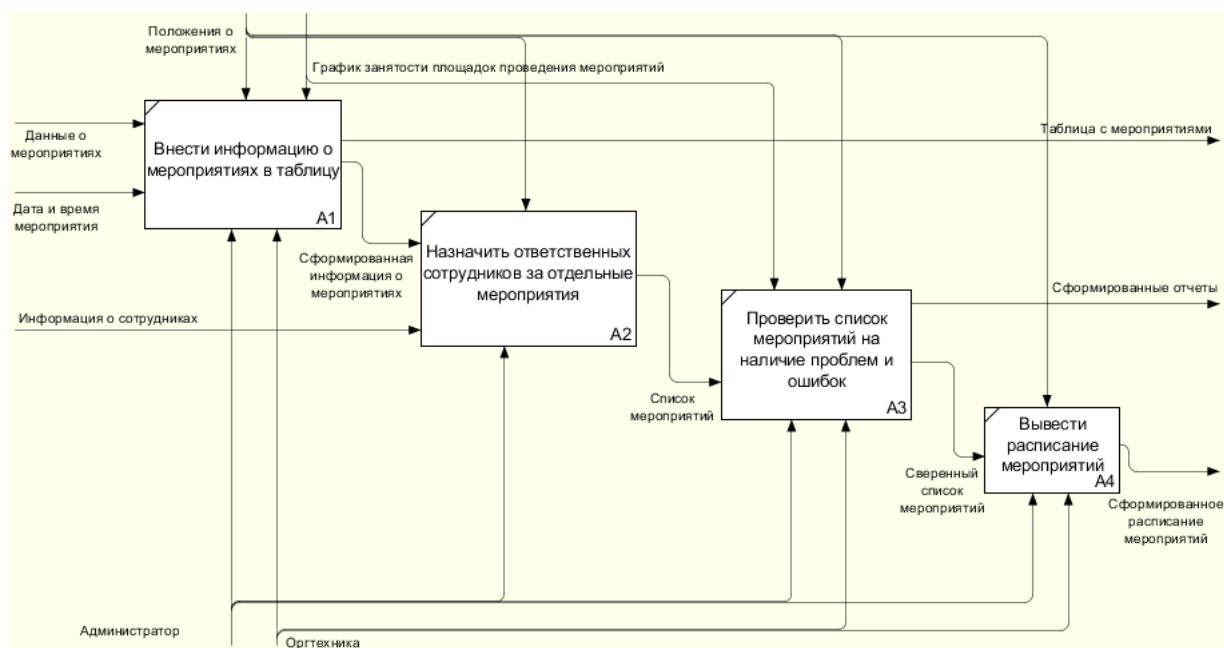 Положения о
мероприятиях
График занятости площадок проведения мероприятий
Данные о
мероприятиях
Дата и время
мероприятия
Внести информацию о
мероприятиях в таблицу
A1
Таблица с мероприятиями
Сформированная
информация о
мероприятиях
Информация о сотрудниках
Назначить ответственных
сотрудников за отдельные
мероприятия
A2
Список
мероприятий
Проверить список
мероприятий на
наличие проблем и
ошибок
A3
Сформированные отчеты
Сверенный
список
мероприятий
Вывести
расписание
мероприятий
A4
Сформированное
расписание
мероприятий
Администратор
Оргтехника